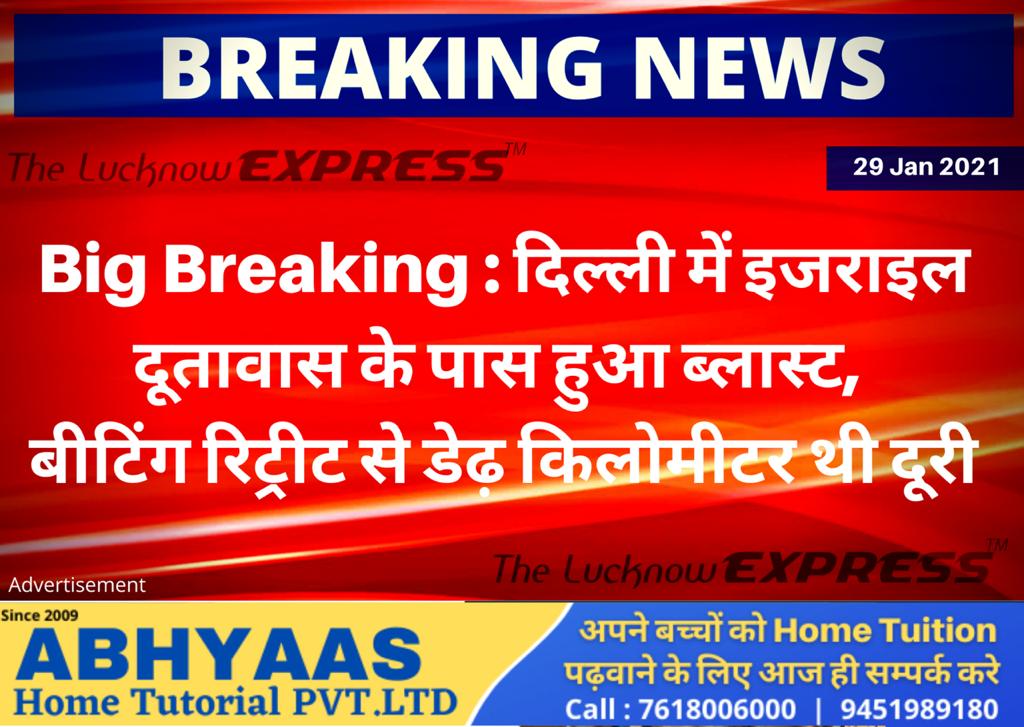 BREAKING NEWS
The Lucknow EXPRESS™
29 Jan 2021
Big Breaking : दिल्ली में इजराइल
दूतावास के पास हुआ ब्लास्ट,
बीटिंग रिट्रीट से डेढ़ किलोमीटर थी दूरी
The Lucknow EXPRESS™
Advertisement
Since 2009
ABHYAAS
Home Tutorial PVT.LTD
अपने बच्चों को Home Tuition
पढ़वाने के लिए आज ही सम्पर्क करे
Call : 7618006000 | 9451989180